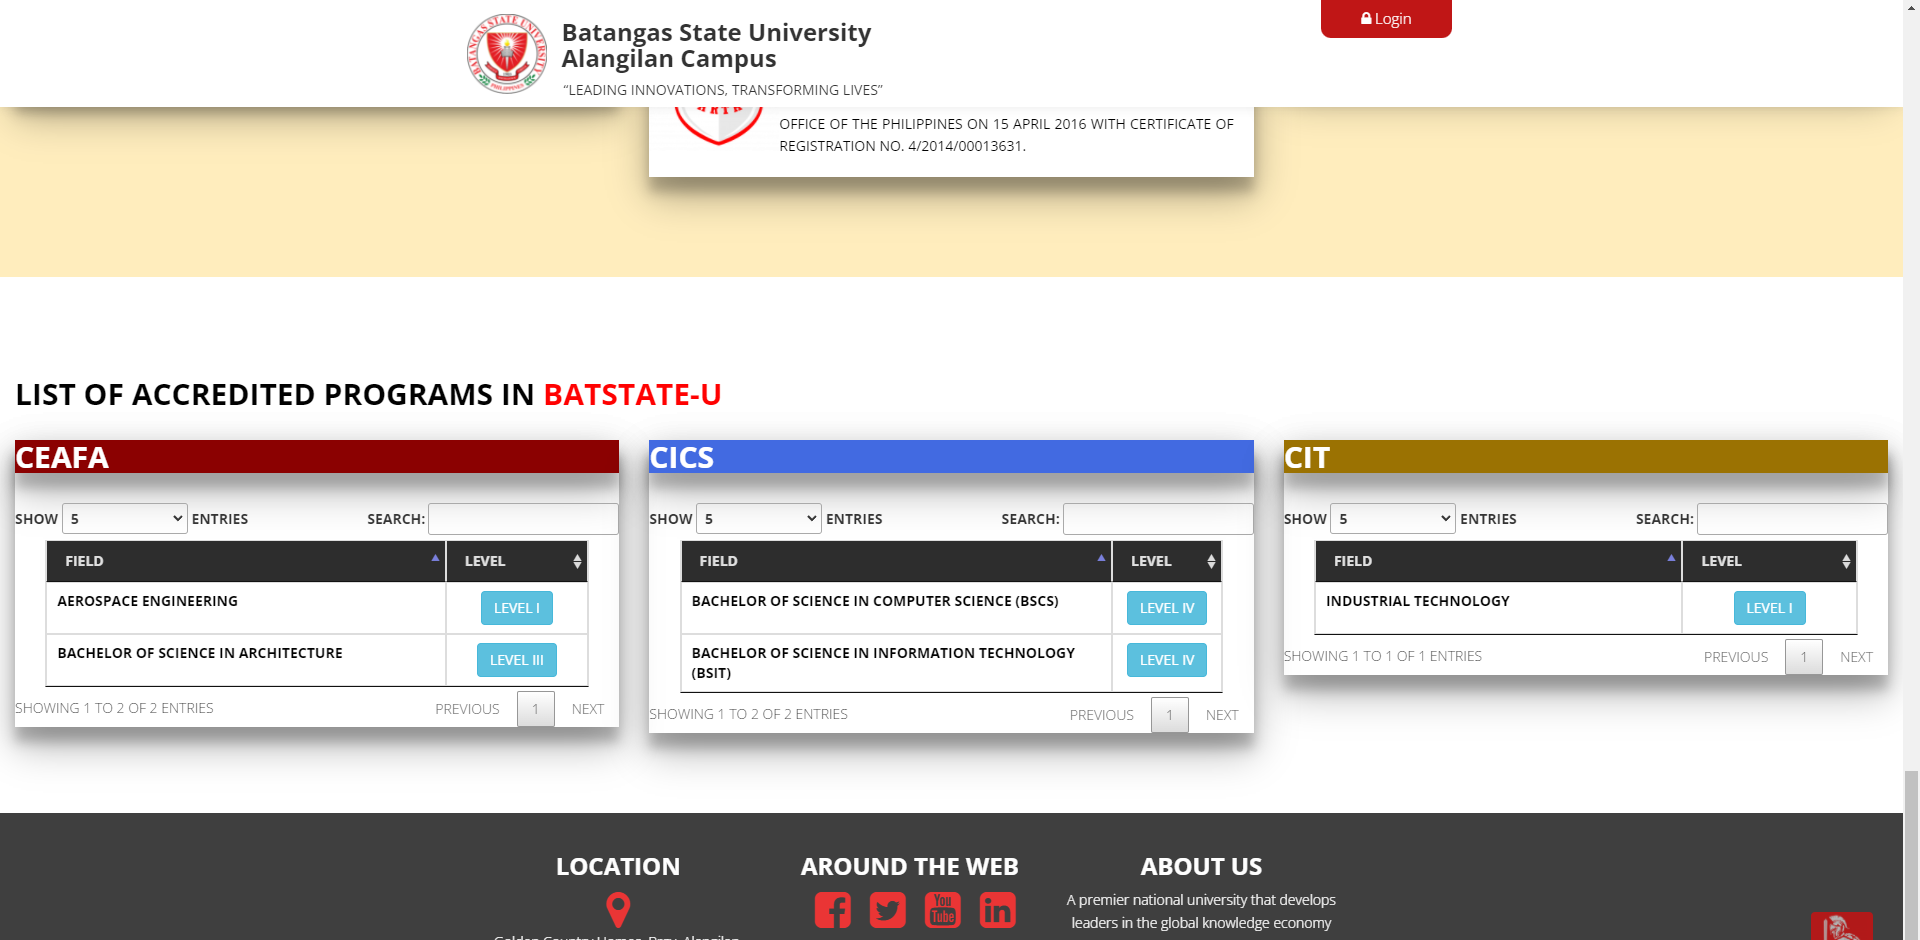 Batangas State University
Alangilan Campus
“LEADING INNOVATIONS, TRANSFORMING LIVES”
Login
OFFICE OF THE PHILIPPINES ON 15 APRIL 2016 WITH CERTIFICATE OF
REGISTRATION NO. 4/2014/00013631.
LIST OF ACCREDITED PROGRAMS IN BATSTATE-U
CEAFA
SHOW 5 ENTRIES SEARCH:
FIELD LEVEL
AEROSPACE ENGINEERING LEVEL I
BACHELOR OF SCIENCE IN ARCHITECTURE LEVEL III
SHOWING 1 TO 2 OF 2 ENTRIES PREVIOUS 1 NEXT
CICS
SHOW 5 ENTRIES SEARCH:
FIELD LEVEL
BACHELOR OF SCIENCE IN COMPUTER SCIENCE (BSCS) LEVEL IV
BACHELOR OF SCIENCE IN INFORMATION TECHNOLOGY LEVEL IV
(BSIT)
SHOWING 1 TO 2 OF 2 ENTRIES PREVIOUS 1 NEXT
CIT
SHOW 5 ENTRIES SEARCH:
FIELD LEVEL
INDUSTRIAL TECHNOLOGY LEVEL I
SHOWING 1 TO 1 OF 1 ENTRIES PREVIOUS 1 NEXT
LOCATION
AROUND THE WEB
You
Tube
in
ABOUT US
A premier national university that develops
leaders in the global knowledge economy